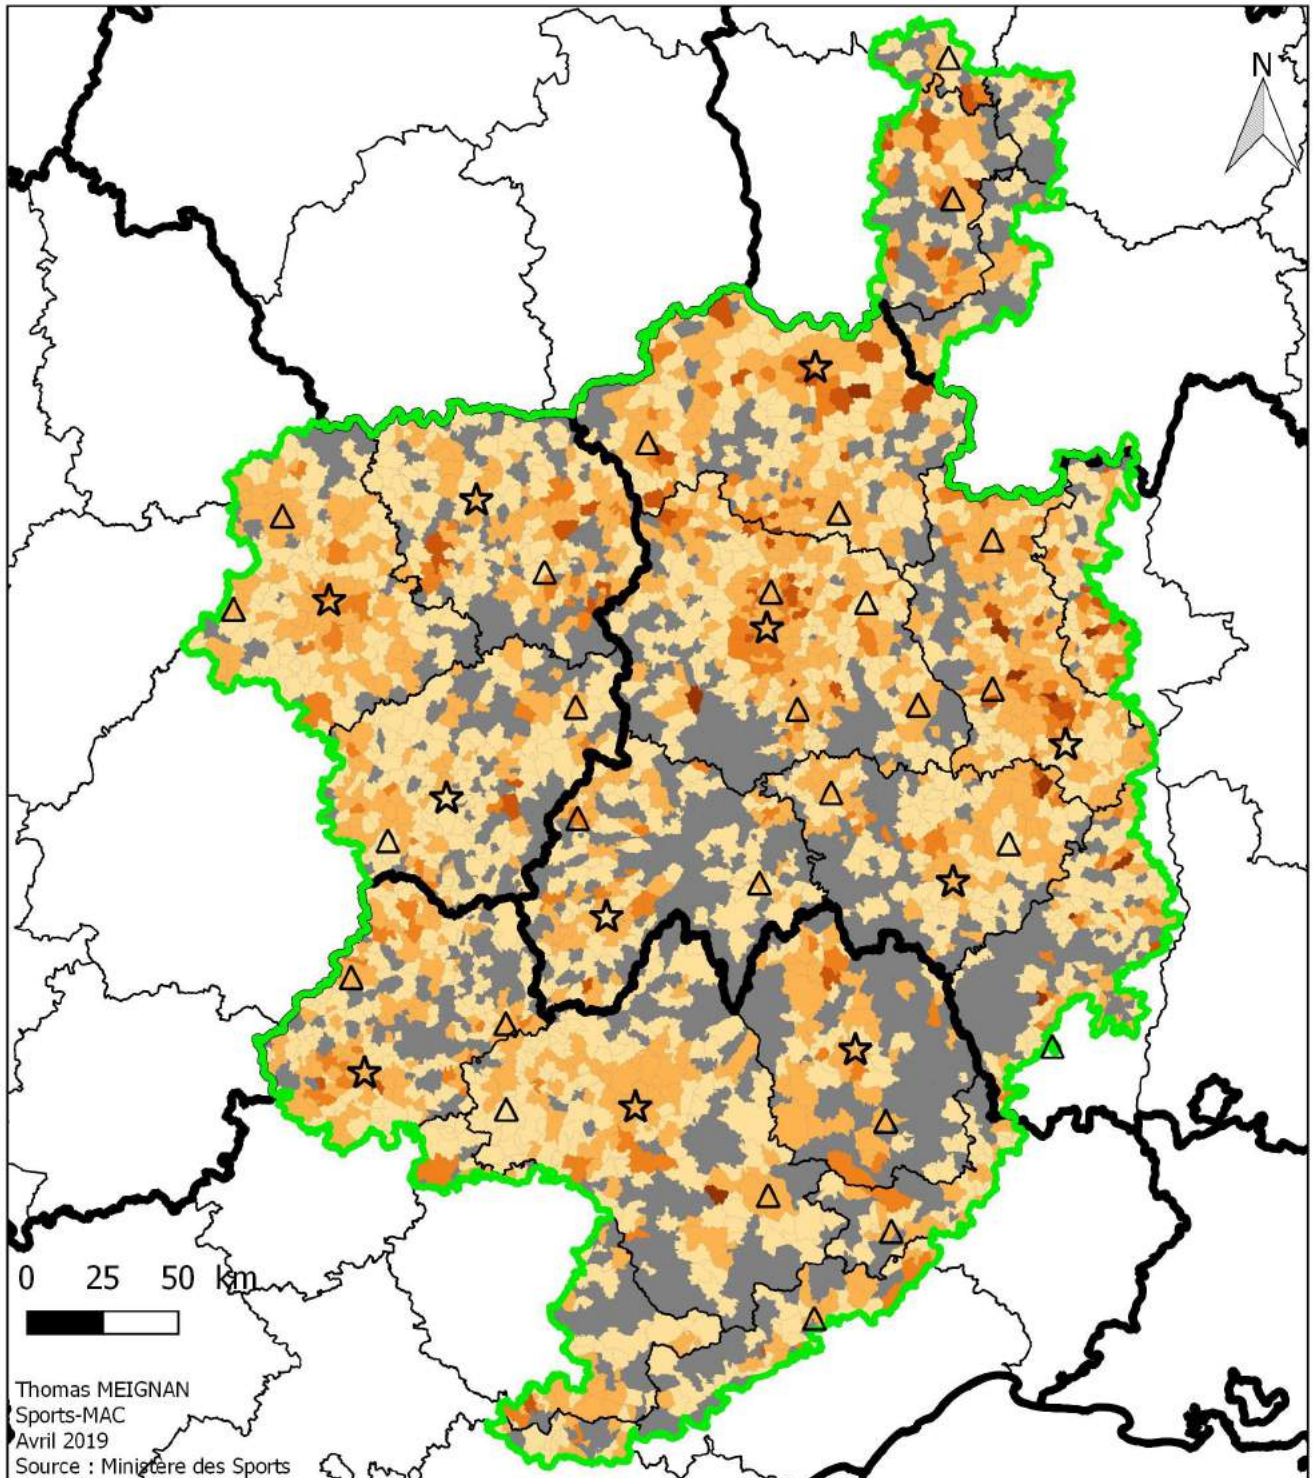 N
0 25 50 km
Thomas MEIGNAN
Sports-MAC
Avril 2019
Source : Ministère des Sports